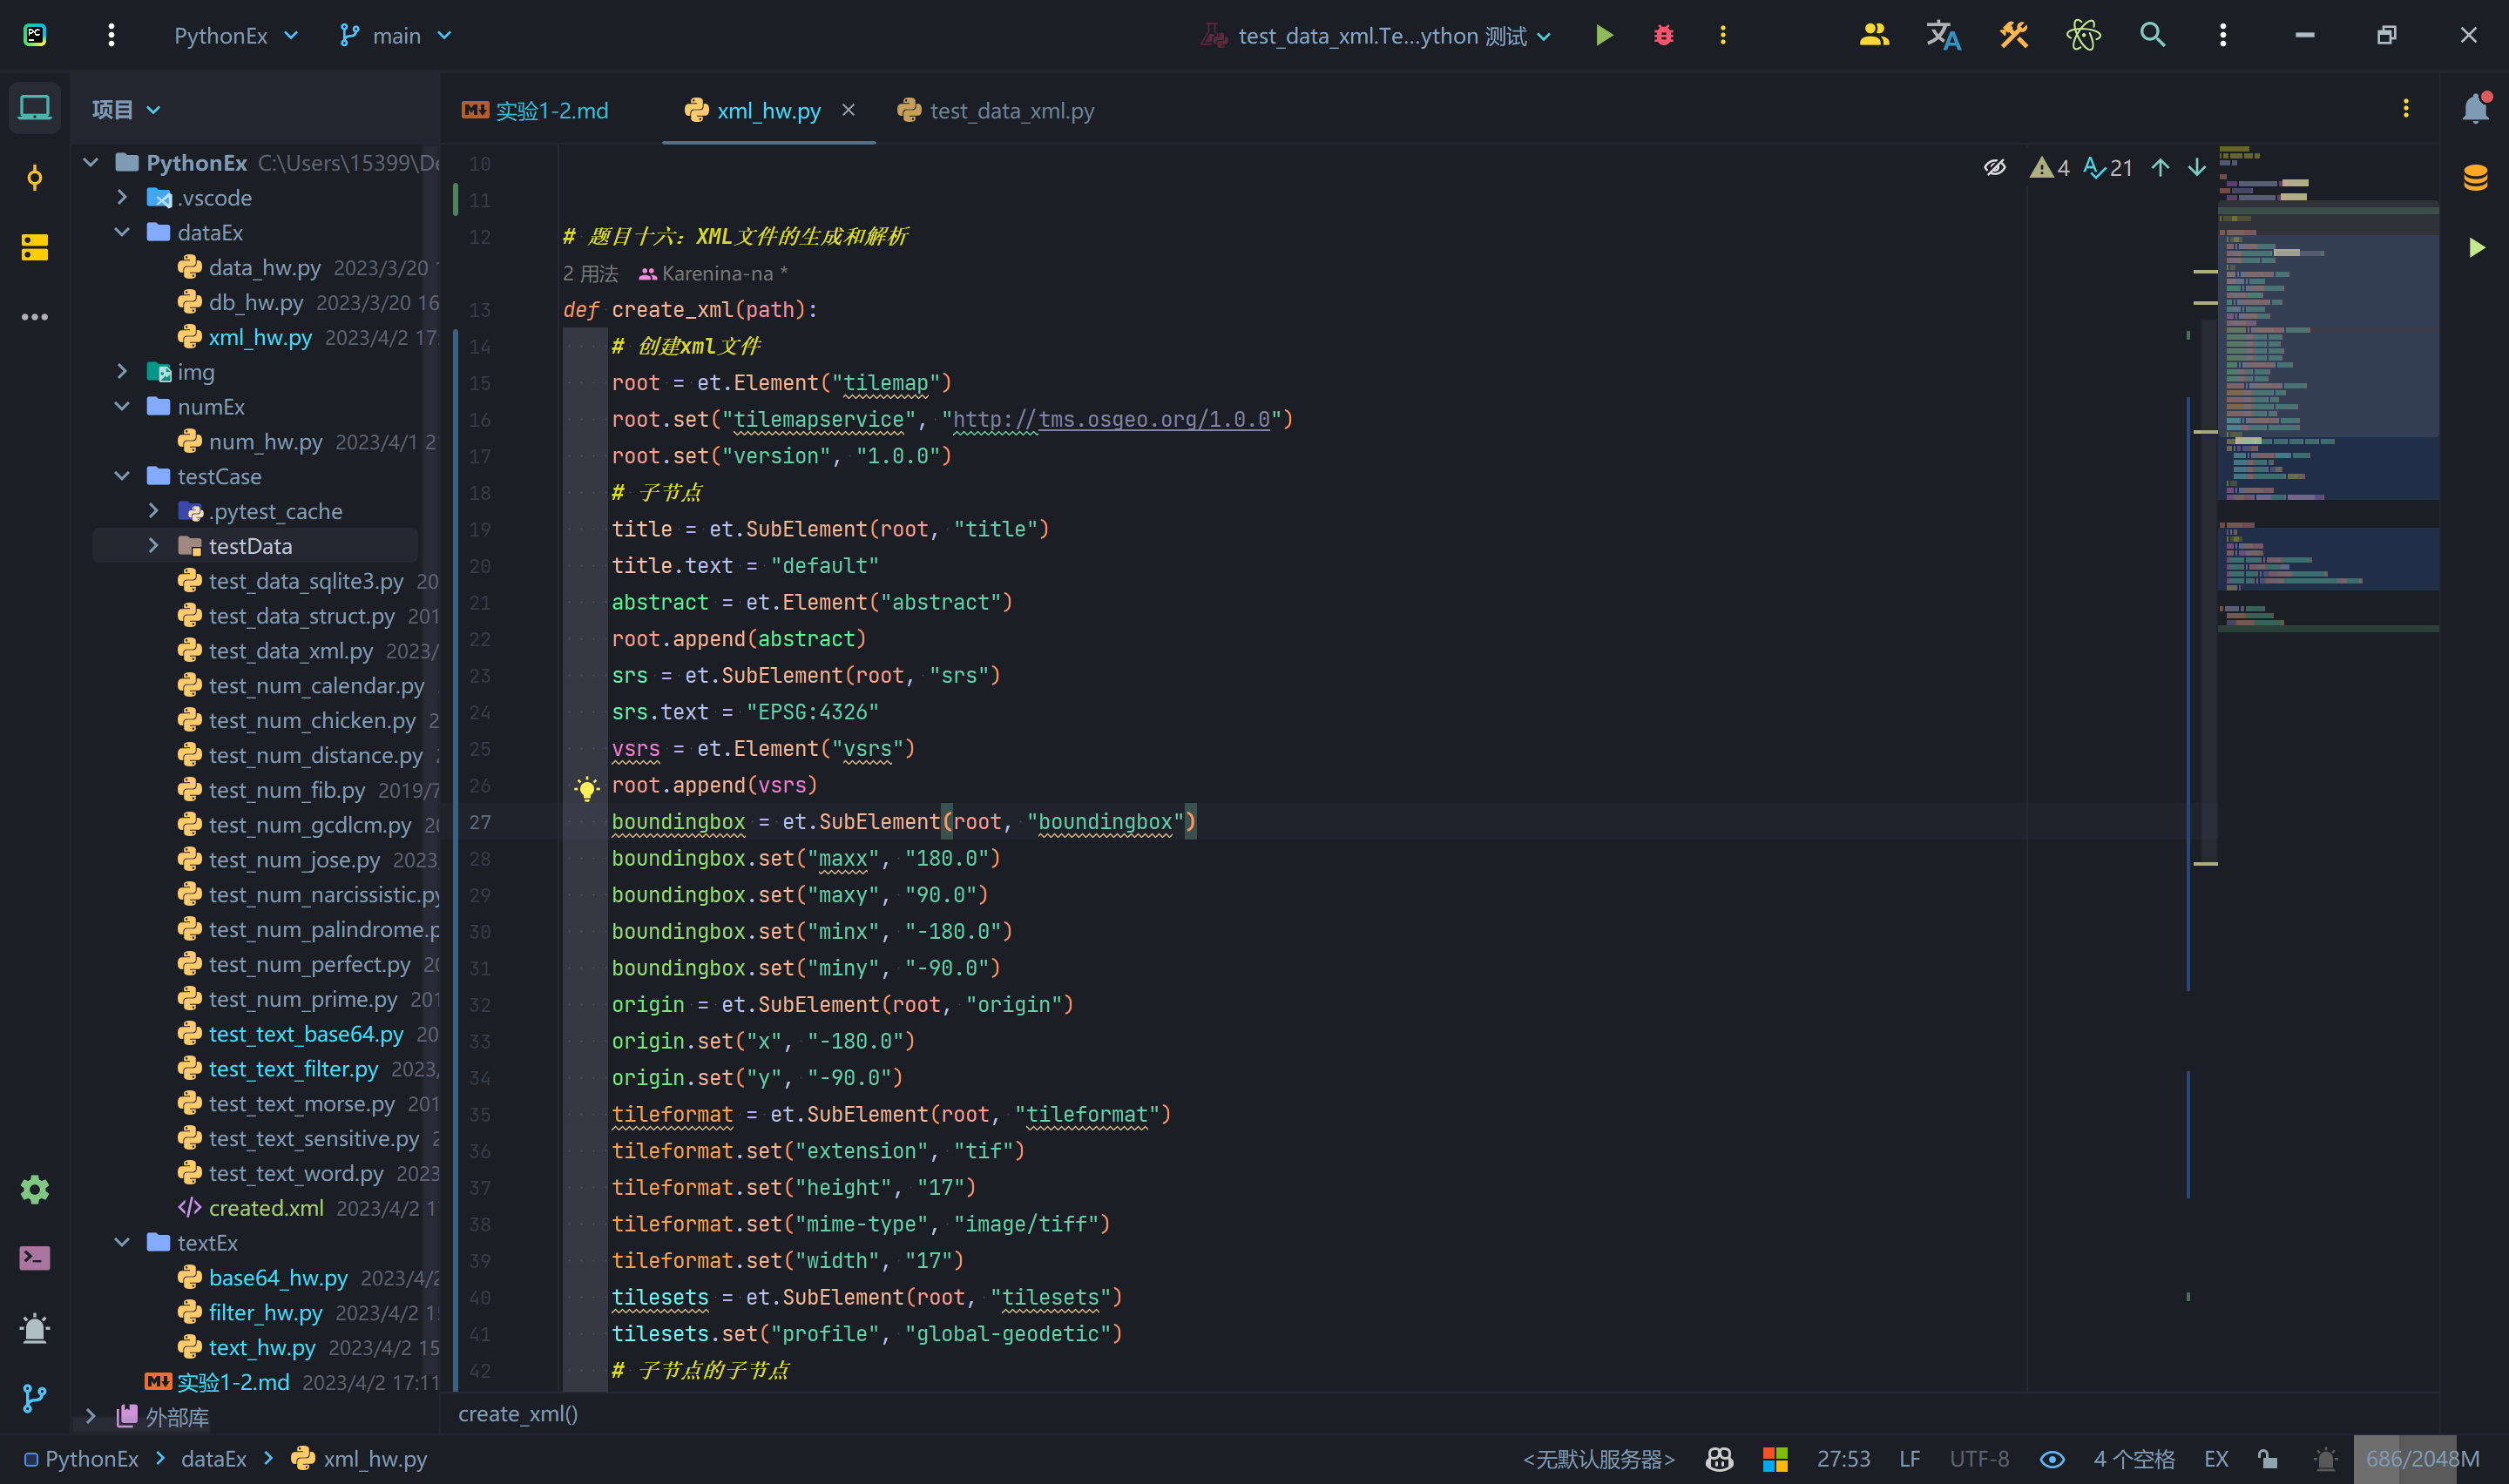 PC
PythonEx
main
test_data_xml.Te...ython 测试
项目
实验1-2.md
xml_hw.py
test_data_xml.py
PythonEx C:\Users\15399\De
.vscode
dataEx
data_hw.py 2023/3/20 1
db_hw.py 2023/3/20 16
xml_hw.py 2023/4/2 17:
img
numEx
num_hw.py 2023/4/1 2
testCase
.pytest_cache
testData
test_data_sqlite3.py 20
test_data_struct.py 201
test_data_xml.py 2023/
test_num_calendar.py
test_num_chicken.py 2
test_num_distance.py
test_num_fib.py 2019/7
test_num_gcdlcm.py 20
test_num_jose.py 2023,
test_num_narcissistic.py
test_num_palindrome.p
test_num_perfect.py 20
test_num_prime.py 201
test_text_base64.py 20
test_text_filter.py 2023,
test_text_morse.py 201
test_text_sensitive.py 2
test_text_word.py 2023
created.xml 2023/4/2 1
textEx
base64_hw.py 2023/4/2
filter_hw.py 2023/4/2 1
text_hw.py 2023/4/2 15
实验1-2.md 2023/4/2 17:11
外部库
4 21
10
11
12 # 题目十六：XML文件的生成和解析
2 用法 Karenina-na *
13 def create_xml(path):
14 # 创建xml文件
15 root = et.Element("tilemap")
16 root.set("tilemapservice", "http://tms.osgeo.org/1.0.0")
17 root.set("version", "1.0.0")
18 # 子节点
19 title = et.SubElement(root, "title")
20 title.text = "default"
21 abstract = et.Element("abstract")
22 root.append(abstract)
23 srs = et.SubElement(root, "srs")
24 srs.text = "EPSG:4326"
25 vsrs = et.Element("vsrs")
26 root.append(vsrs)
27 boundingbox = et.SubElement(root, "boundingbox")
28 boundingbox.set("maxx", "180.0")
29 boundingbox.set("maxy", "90.0")
30 boundingbox.set("minx", "-180.0")
31 boundingbox.set("miny", "-90.0")
32 origin = et.SubElement(root, "origin")
33 origin.set("x", "-180.0")
34 origin.set("y", "-90.0")
35 tileformat = et.SubElement(root, "tileformat")
36 tileformat.set("extension", "tif")
37 tileformat.set("height", "17")
38 tileformat.set("mime-type", "image/tiff")
39 tileformat.set("width", "17")
40 tilesets = et.SubElement(root, "tilesets")
41 tilesets.set("profile", "global-geodetic")
42 # 子节点的子节点
create_xml()
PythonEx > dataEx > xml_hw.py
<无默认服务器> 27:53 LF UTF-8 4 个空格 EX 686/2048M